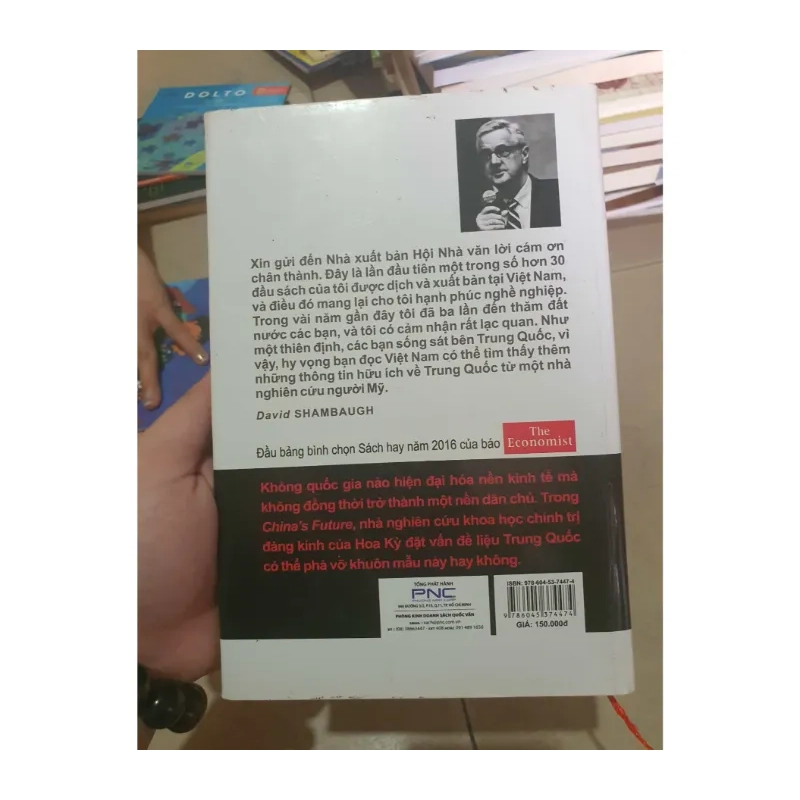 DOLTO
Xin gửi đến Nhà xuất bản Hội Nhà văn lời cám ơn
chân thành. Đây là lần đầu tiên một trong số hơn 30
đầu sách của tôi được dịch và xuất bản tại Việt Nam,
và điều đó mang lại cho tôi hạnh phúc nghề nghiệp.
Trong vài năm gần đây tôi đã ba lần đến thăm đất
nước các bạn, và tôi có cảm nhận rất lạc quan. Như
một thiên định, các bạn sống sát bên Trung Quốc, vì
vậy, hy vọng bạn đọc Việt Nam có thể tìm thấy thêm
những thông tin hữu ích về Trung Quốc từ một nhà
nghiên cứu người Mỹ.
David SHAMBAUGH
Đầu bảng bình chọn Sách hay năm 2016 của báo
The
Economist
Không quốc gia nào hiện đại hóa nền kinh tế mà
không đồng thời trở thành một nền dân chủ. Trong
China's Future, nhà nghiên cứu khoa học chính trị
đáng kính của Hoa Kỳ đặt vấn đề liệu Trung Quốc
có thể phá vỡ khuôn mẫu này hay không.
TỔNG PHÁT HÀNH
PNC
PHÒNG KINH DOANH SÁCH QUỐC VĂN
ISBN: 978-604-53-7447-4
9786045374474
GIÁ: 150.000đ